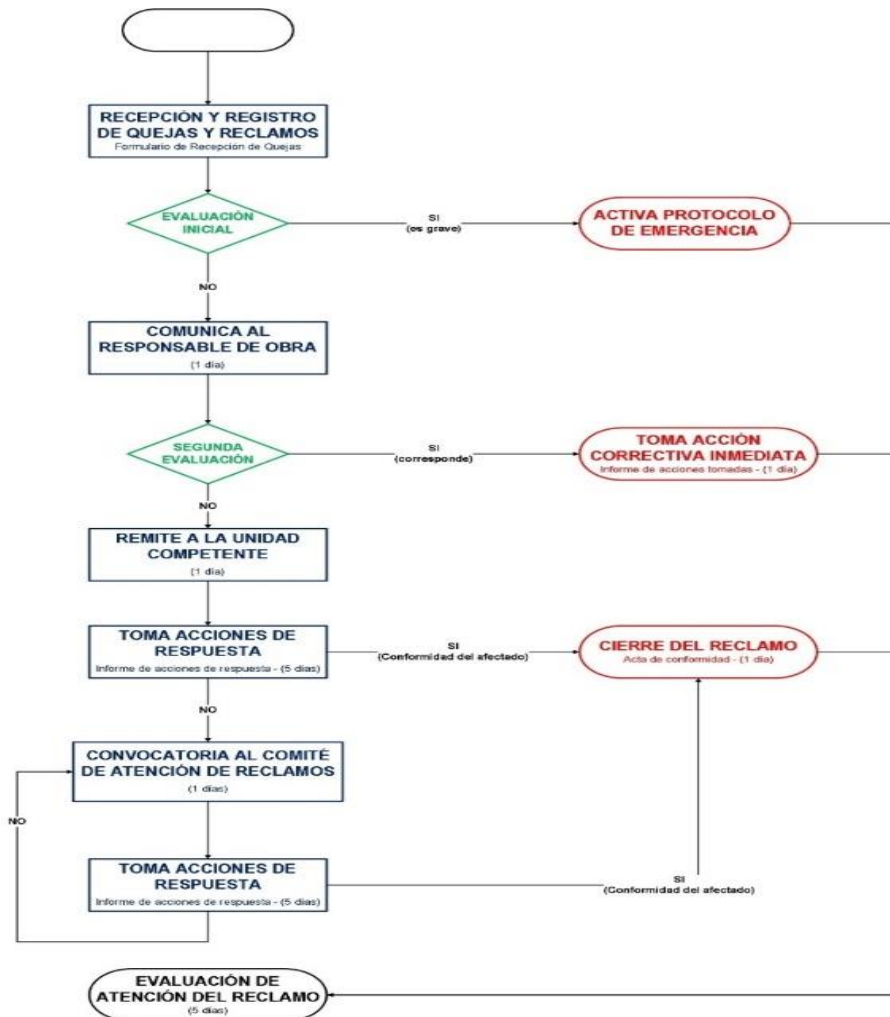 RECEPCIÓN Y REGISTRO
DE QUEJAS Y RECLAMOS
Formulario de Recepción de Quejas
EVALUACIÓN
INICIAL
SI
(es grave)
ACTIVA PROTOCOLO
DE EMERGENCIA
NO
COMUNICA AL
RESPONSABLE DE OBRA
(1 día)
SEGUNDA
EVALUACIÓN
SI
(corresponde)
TOMA ACCIÓN
CORRECTIVA INMEDIATA
Informe de acciones tomadas - (1 día)
NO
REMITE A LA UNIDAD
COMPETENTE
(1 día)
TOMA ACCIONES DE
RESPUESTA
Informe de acciones de respuesta - (5 días)
SI
(Conformidad del afectado)
CIERRE DEL RECLAMO
Acta de conformidad - (1 día)
NO
CONVOCATORIA AL COMITÉ
DE ATENCIÓN DE RECLAMOS
(1 días)
NO
TOMA ACCIONES DE
RESPUESTA
Informe de acciones de respuesta - (5 días)
SI
(Conformidad del afectado)
EVALUACIÓN DE
ATENCIÓN DEL RECLAMO
(5 días)